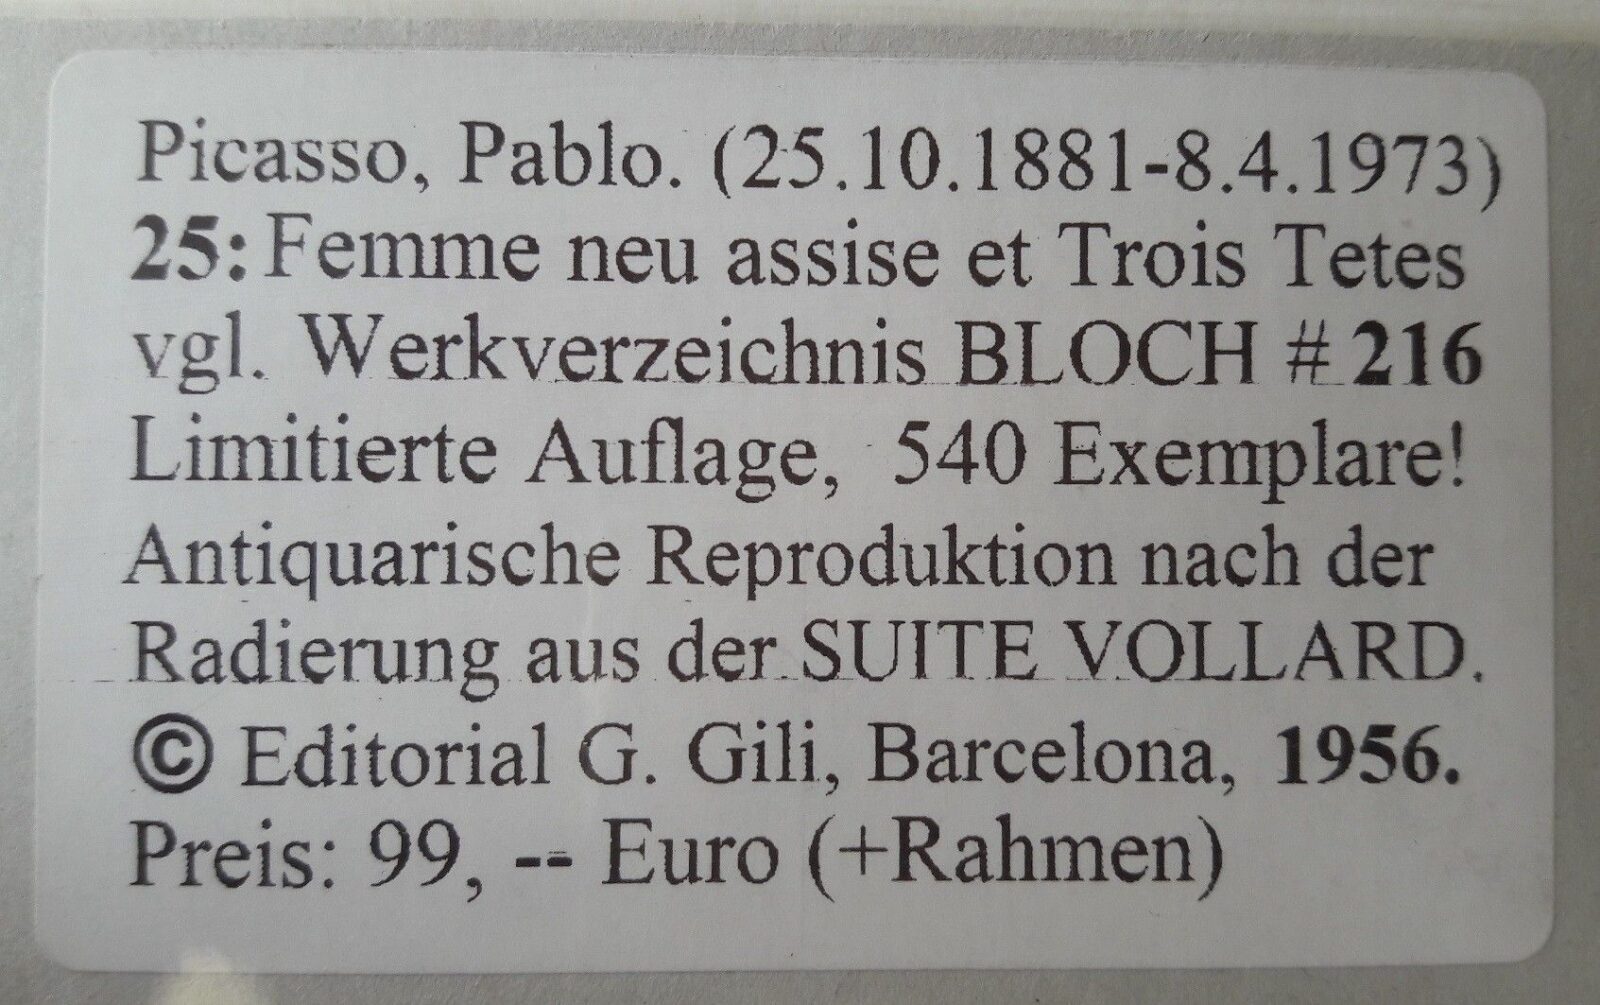 Picasso, Pablo. (25.10.1881-8.4.1973)
25: Femme neu assise et Trois Tetes
vgl. Werkverzeichnis BLOCH # 216
Limitierte Auflage, 540 Exemplare!
Antiquarische Reproduktion nach der
Radierung aus der SUITE VOLLARD.
© Editorial G. Gili, Barcelona, 1956.
Preis: 99, -- Euro (+Rahmen)